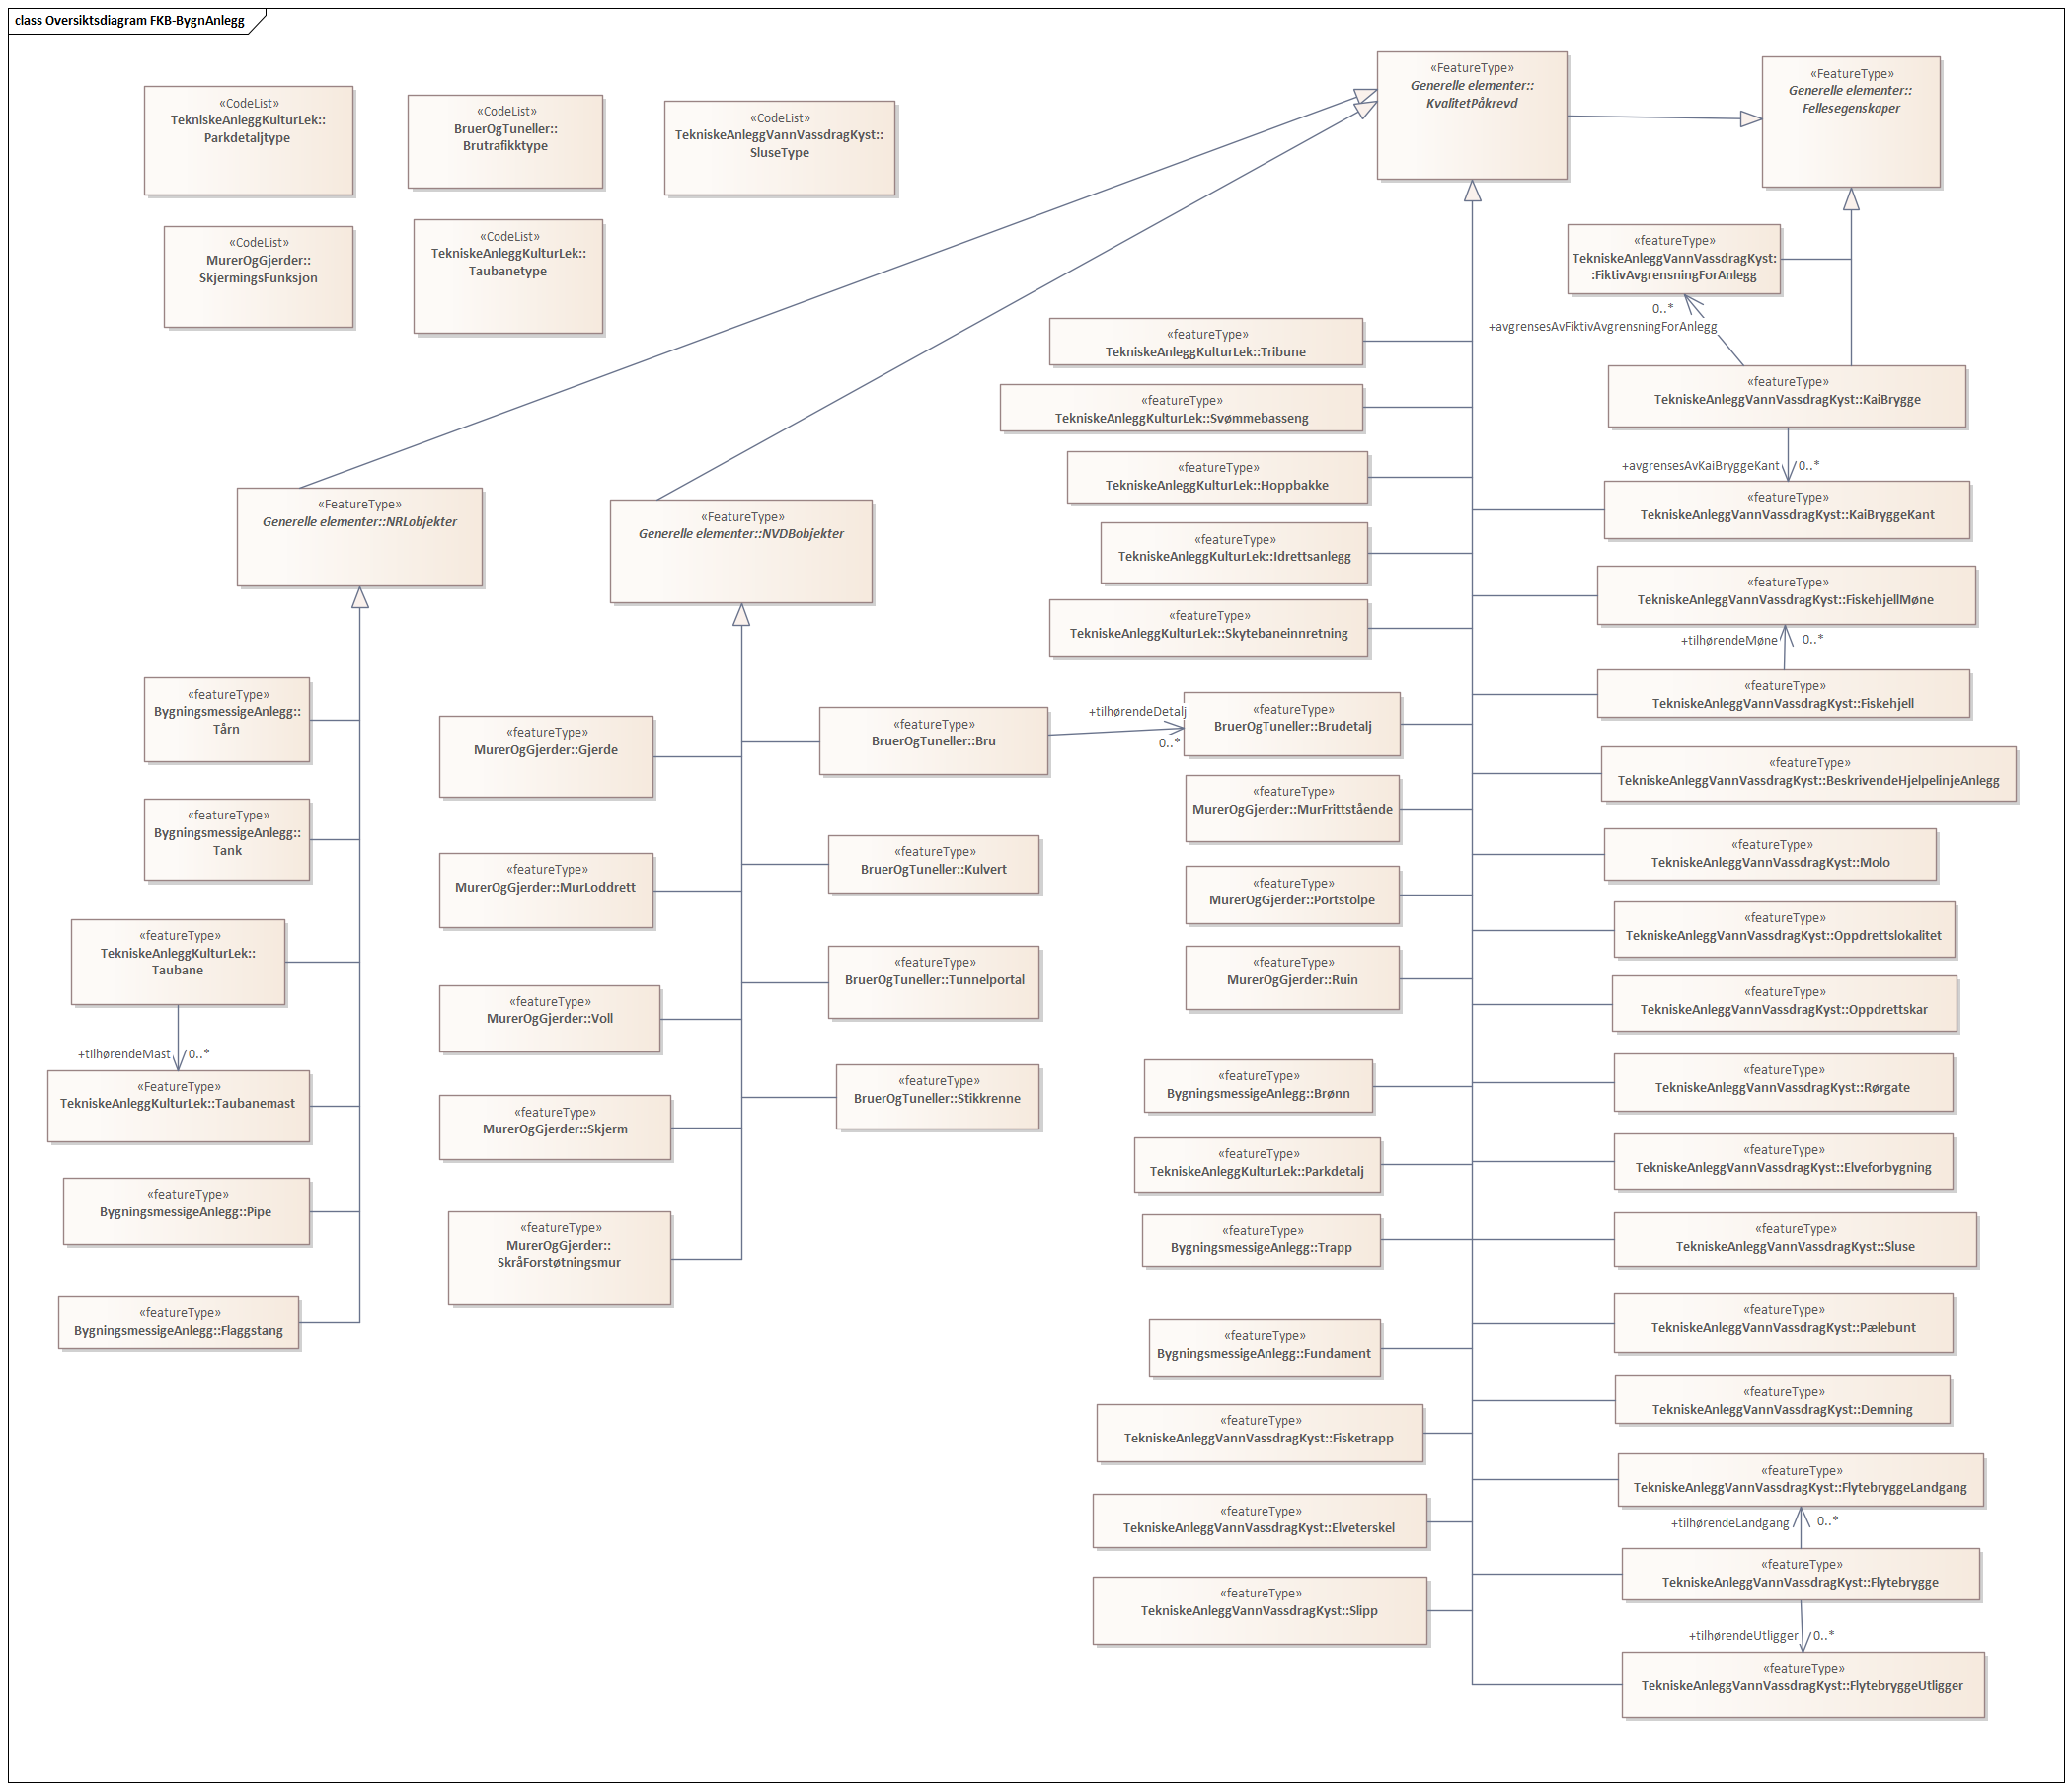 class Oversiktsdiagram FKB-BygnAnlegg
«CodeList»
TekniskeAnleggKulturLek::
Parkdetaljtype
«CodeList»
BruerOgTuneller::
Brutrafikktype
«CodeList»
TekniskeAnleggVannVassdragKyst::
SluseType
«CodeList»
MurerOgGjerder::
SkjermingsFunksjon
«CodeList»
TekniskeAnleggKulturLek::
Taubanetype
«FeatureType»
Generelle elementer::
KvalitetPåkrevd
«FeatureType»
Generelle elementer::
Fellesegenskaper
«featureType»
TekniskeAnleggVannVassdragKyst:
:FiktivAvgrensningForAnlegg
0..*
+avgrensesAvFiktivAvgrensningForAnlegg
«featureType»
TekniskeAnleggVannVassdragKyst::KaiBrygge
+avgrensesAvKaiBryggeKant
0..*
«featureType»
TekniskeAnleggVannVassdragKyst::KaiBryggeKant
«FeatureType»
Generelle elementer::NRLobjekter
«FeatureType»
Generelle elementer::NVDBobjekter
«featureType»
BygningsmessigeAnlegg::
Tårn
«featureType»
BygningsmessigeAnlegg::
Tank
«featureType»
TekniskeAnleggKulturLek::
Taubane
+tilhørendeMast
0..*
«FeatureType»
TekniskeAnleggKulturLek::Taubanemast
«featureType»
BygningsmessigeAnlegg::Pipe
«featureType»
BygningsmessigeAnlegg::Flaggstang
«featureType»
MurerOgGjerder::Gjerde
«featureType»
MurerOgGjerder::MurLoddrett
«featureType»
MurerOgGjerder::Voll
«featureType»
MurerOgGjerder::Skjerm
«featureType»
MurerOgGjerder::
SkråForstøtningsmur
«featureType»
BruerOgTuneller::Bru
+tilhørendeDetalj
0..*
«featureType»
BruerOgTuneller::Kulvert
«featureType»
BruerOgTuneller::Tunnelportal
«featureType»
BruerOgTuneller::Stikkrenne
«featureType»
TekniskeAnleggKulturLek::Tribune
«featureType»
TekniskeAnleggKulturLek::Svømmebasseng
«featureType»
TekniskeAnleggKulturLek::Hoppbakke
«featureType»
TekniskeAnleggKulturLek::Idrettsanlegg
«featureType»
TekniskeAnleggKulturLek::Skytebaneinnretning
«featureType»
BruerOgTuneller::Brudetalj
«featureType»
MurerOgGjerder::MurFrittstående
«featureType»
MurerOgGjerder::Portstolpe
«featureType»
MurerOgGjerder::Ruin
«featureType»
BygningsmessigeAnlegg::Brønn
«featureType»
TekniskeAnleggKulturLek::Parkdetalj
«featureType»
BygningsmessigeAnlegg::Trapp
«featureType»
BygningsmessigeAnlegg::Fundament
«featureType»
TekniskeAnleggVannVassdragKyst::Fisketrapp
«featureType»
TekniskeAnleggVannVassdragKyst::Elveterskel
«featureType»
TekniskeAnleggVannVassdragKyst::Slipp
«featureType»
TekniskeAnleggVannVassdragKyst::FiskehjellMøne
+tilhørendeMøne
0..*
«featureType»
TekniskeAnleggVannVassdragKyst::Fiskehjell
«featureType»
TekniskeAnleggVannVassdragKyst::BeskrivendeHjelpelinjeAnlegg
«featureType»
TekniskeAnleggVannVassdragKyst::Molo
«featureType»
TekniskeAnleggVannVassdragKyst::Oppdrettslokalitet
«featureType»
TekniskeAnleggVannVassdragKyst::Oppdrettskar
«featureType»
TekniskeAnleggVannVassdragKyst::Rørgate
«featureType»
TekniskeAnleggVannVassdragKyst::Elveforbygning
«featureType»
TekniskeAnleggVannVassdragKyst::Sluse
«featureType»
TekniskeAnleggVannVassdragKyst::Pælebunt
«featureType»
TekniskeAnleggVannVassdragKyst::Demning
«featureType»
TekniskeAnleggVannVassdragKyst::FlytebryggeLandgang
+tilhørendeLandgang
0..*
«featureType»
TekniskeAnleggVannVassdragKyst::Flytebrygge
+tilhørendeUtligger
0..*
«featureType»
TekniskeAnleggVannVassdragKyst::FlytebryggeUtligger